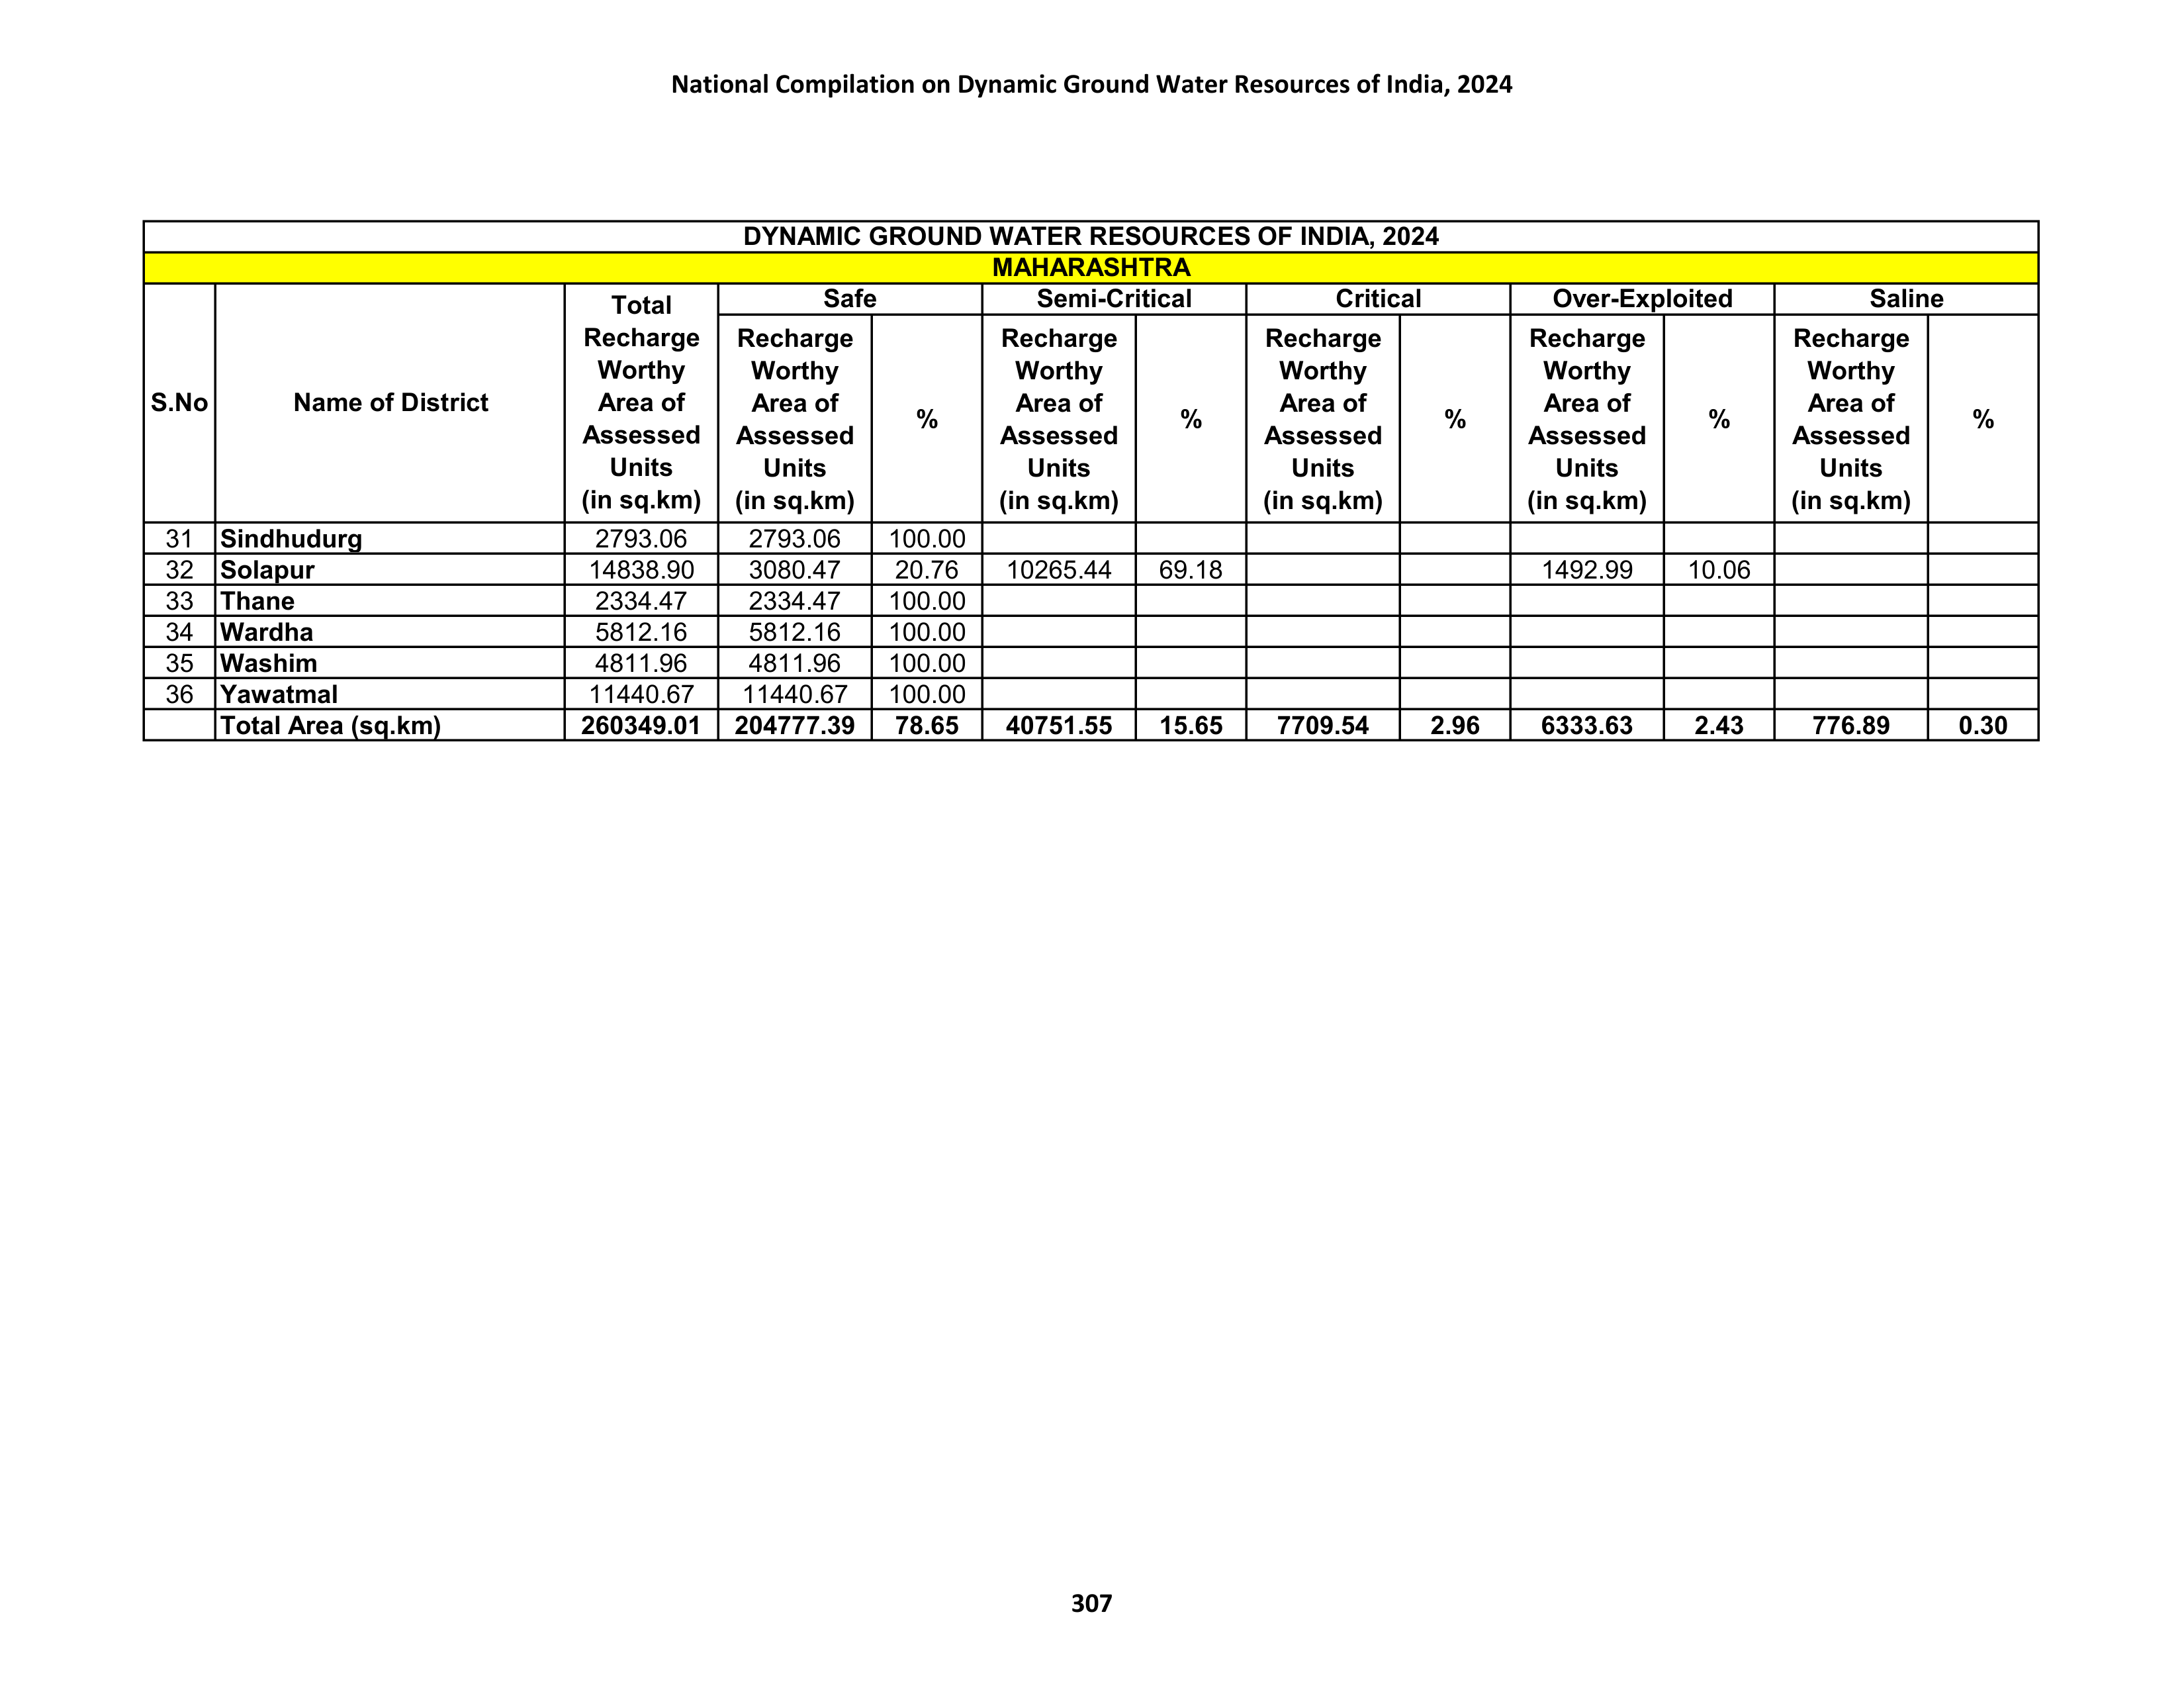 National Compilation on Dynamic Ground Water Resources of India, 2024
DYNAMIC GROUND WATER RESOURCES OF INDIA, 2024
MAHARASHTRA
S.No Name of District Total Recharge Worthy Area of Assessed Units (in sq.km) Safe Semi-Critical Critical Over-Exploited Saline
Recharge Worthy Area of Assessed Units (in sq.km) % Recharge Worthy Area of Assessed Units (in sq.km) % Recharge Worthy Area of Assessed Units (in sq.km) % Recharge Worthy Area of Assessed Units (in sq.km) % Recharge Worthy Area of Assessed Units (in sq.km) %
31 Sindhudurg 2793.06 2793.06 100.00
32 Solapur 14838.90 3080.47 20.76 10265.44 69.18 1492.99 10.06
33 Thane 2334.47 2334.47 100.00
34 Wardha 5812.16 5812.16 100.00
35 Washim 4811.96 4811.96 100.00
36 Yawatmal 11440.67 11440.67 100.00
Total Area (sq.km) 260349.01 204777.39 78.65 40751.55 15.65 7709.54 2.96 6333.63 2.43 776.89 0.30
307